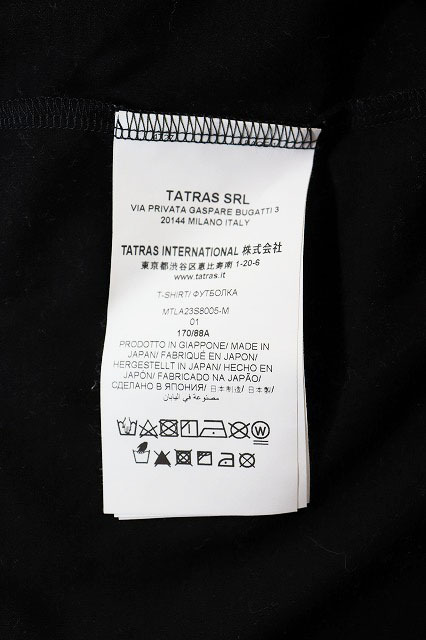 TATRAS SRL
VIA PRIVATA GASPARE BUGATTI 3
20144 MILANO ITALY
TATRAS INTERNATIONAL 株式会社
東京都渋谷区恵比寿南 1-20-6
www.tatras.it
T-SHIRT/ ФУТБОЛКА
MTLA23S8005-M
01
170/88A
PRODOTTO IN GIAPPONE/ MADE IN
JAPAN/ FABRIQUÉ EN JAPON/
HERGESTELLT IN JAPAN/ HECHO EN
JAPÓN/ FABRICADO NA JAPÃO/
СДЕЛАНО В ЯПОНИЯ/ 日本制造/ 日本製/
مصنوعة في اليابان